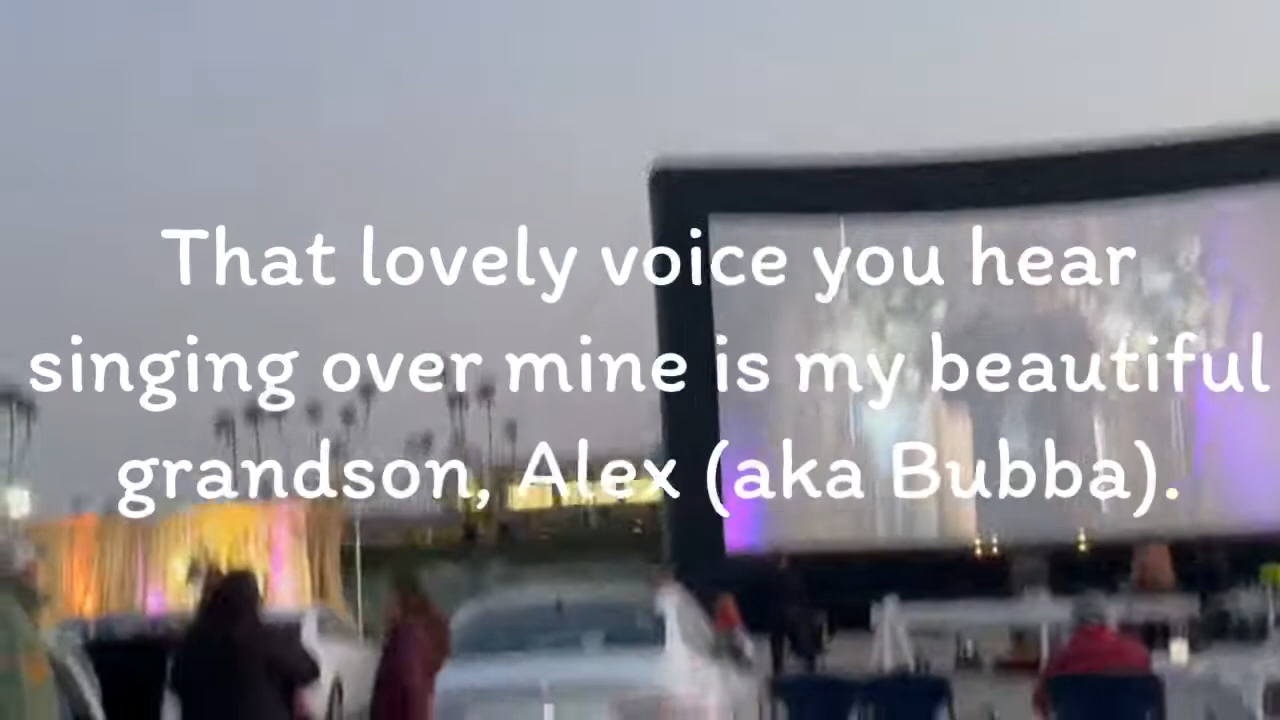 That lovely voice you hear
singing over mine is my beautiful
grandson, Alex (aka Bubba).